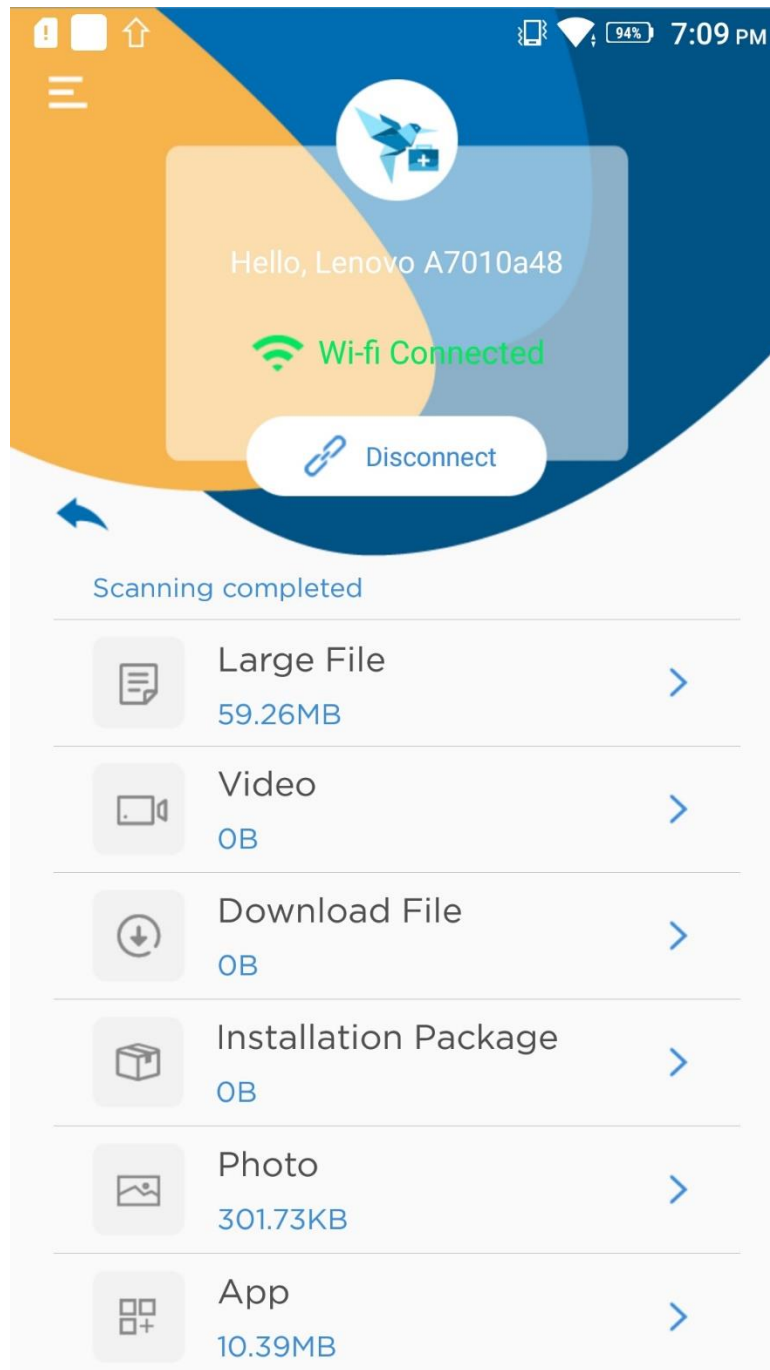 94% 7:09 PM
Hello, Lenovo A7010a48
Wi-fi Connected
Disconnect
Scanning completed
Large File
59.26MB
Video
0B
Download File
0B
Installation Package
0B
Photo
301.73KB
App
10.39MB